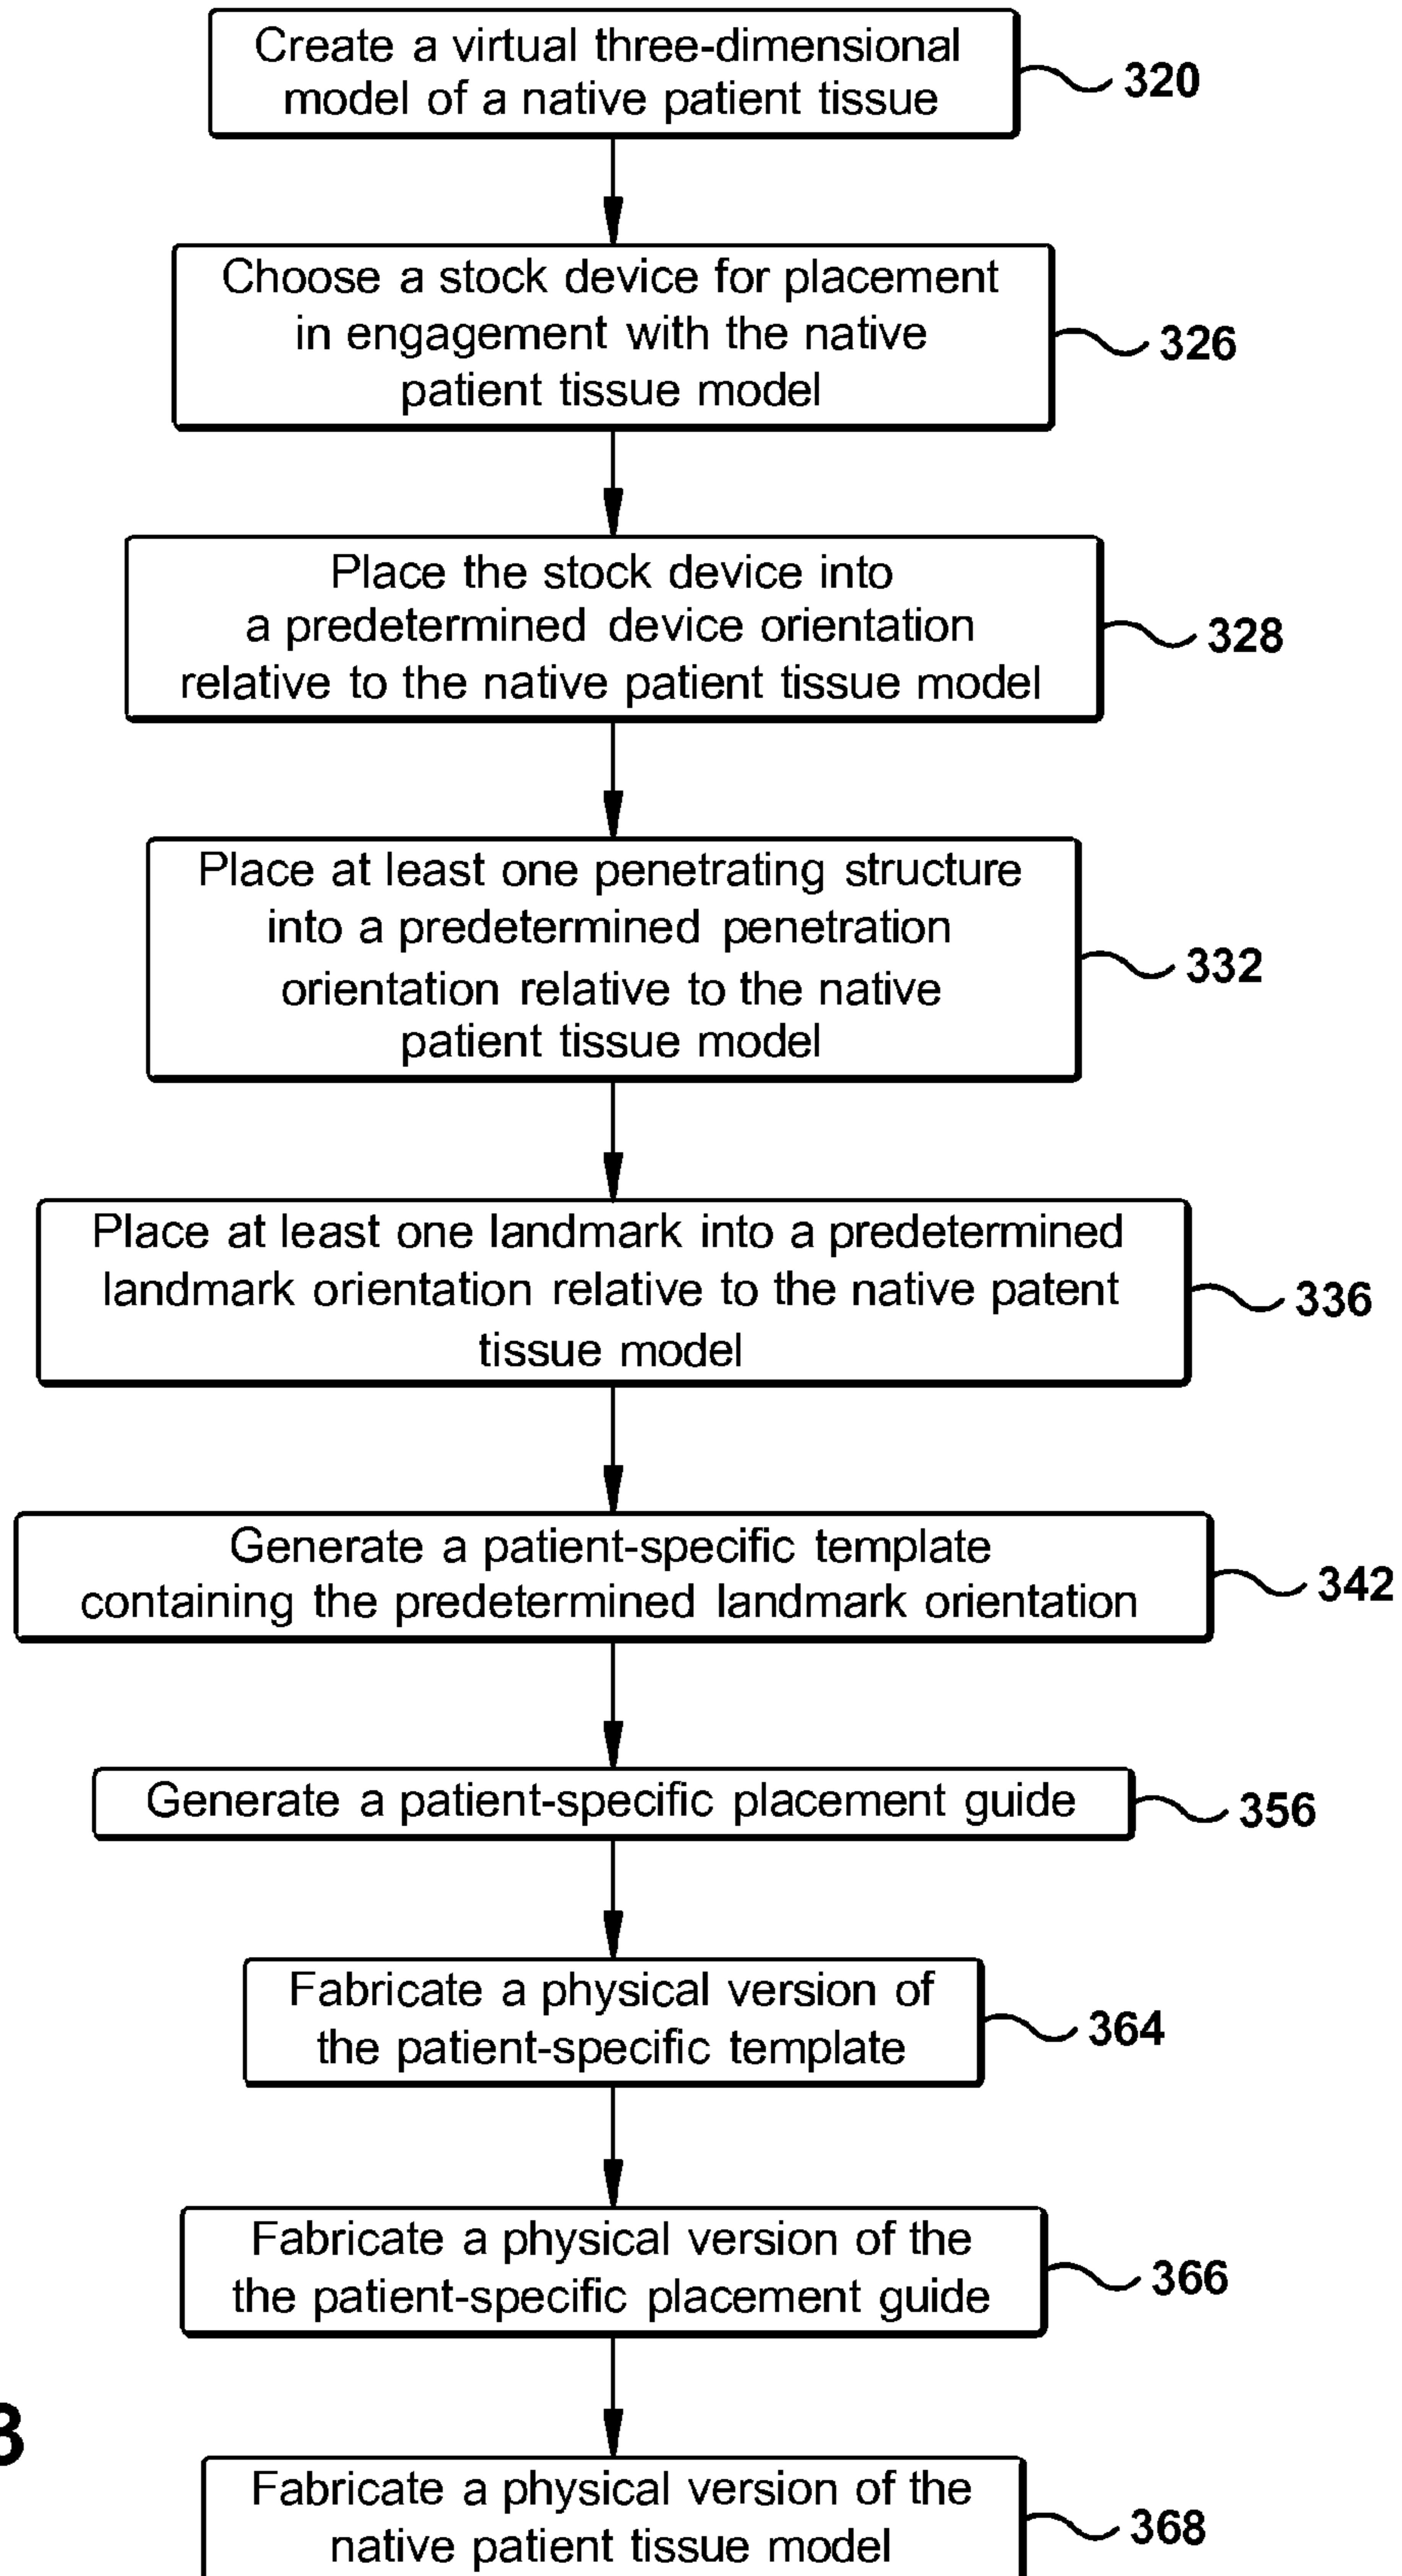 Create a virtual three-dimensional
model of a native patient tissue
320
Choose a stock device for placement
in engagement with the native
patient tissue model
326
Place the stock device into
a predetermined device orientation
relative to the native patient tissue model
328
Place at least one penetrating structure
into a predetermined penetration
orientation relative to the native
patient tissue model
332
Place at least one landmark into a predetermined
landmark orientation relative to the native patent
tissue model
336
Generate a patient-specific template
containing the predetermined landmark orientation
342
Generate a patient-specific placement guide
356
Fabricate a physical version of
the patient-specific template
364
Fabricate a physical version of the
the patient-specific placement guide
366
Fabricate a physical version of the
native patient tissue model
368